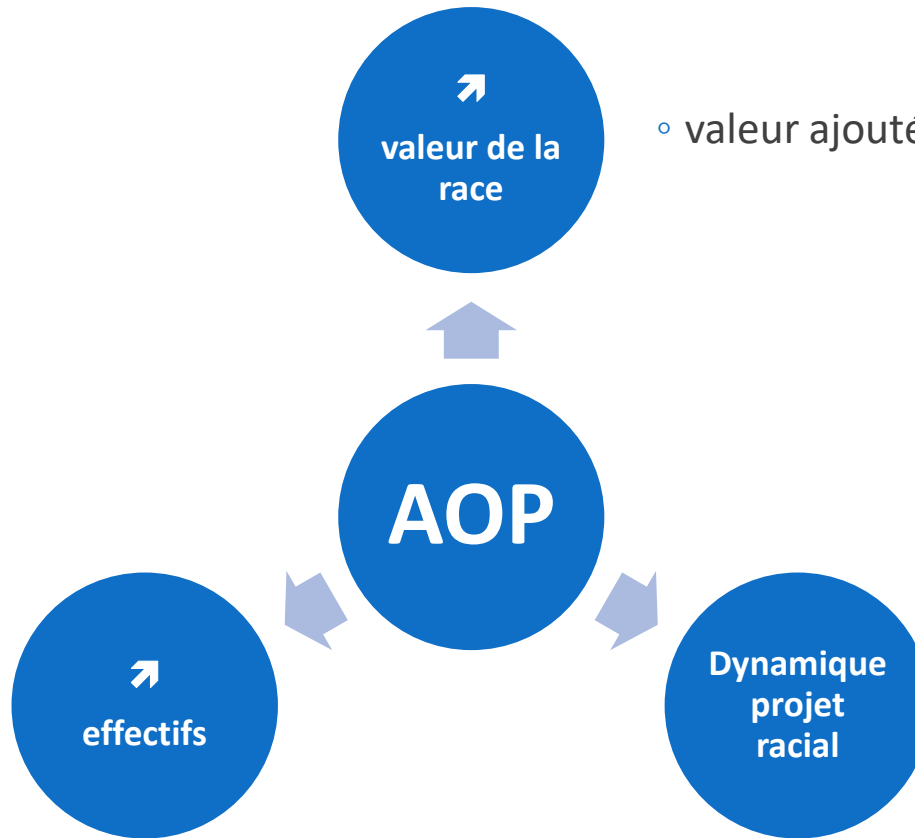 ↗
valeur de la
race
◦ valeur ajouté
AOP
↗
effectifs
Dynamique
projet
racial